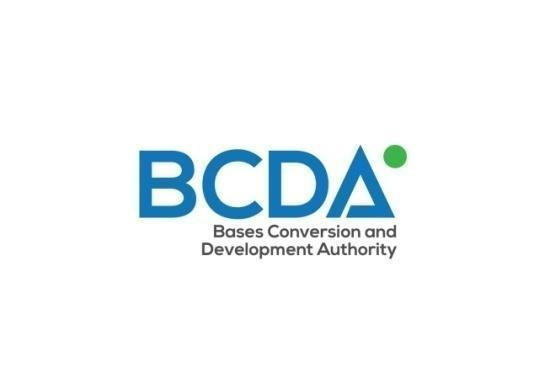 BCDA
Bases Conversion and
Development Authority